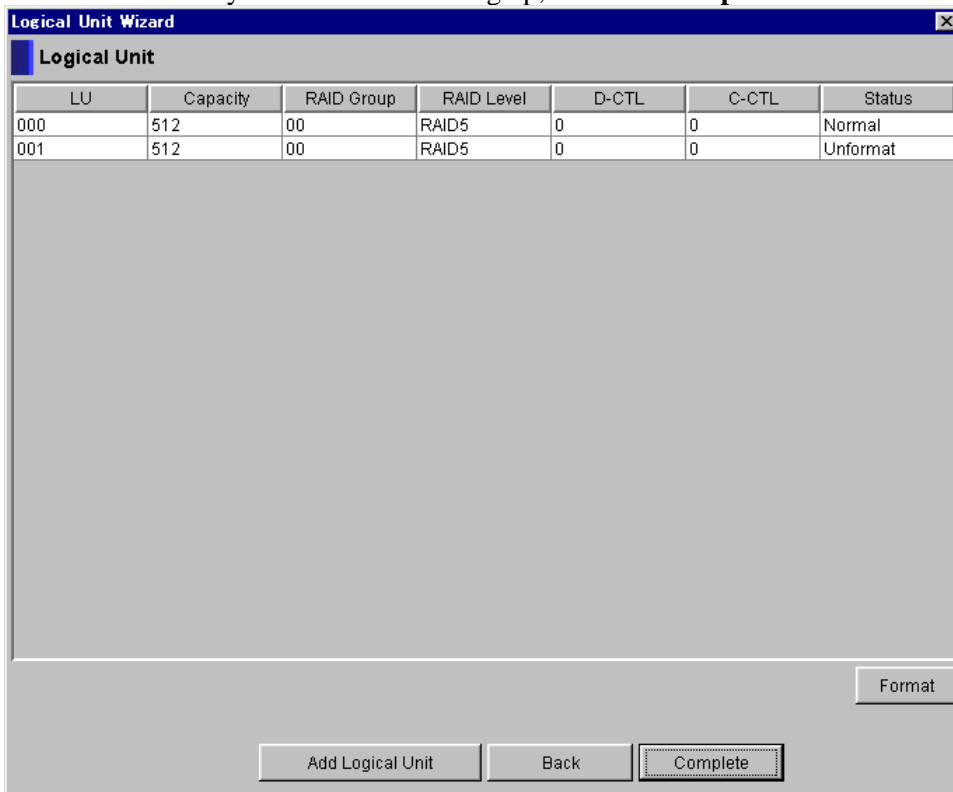 Logical Unit Wizard
Logical Unit
LU Capacity RAID Group RAID Level D-CTL C-CTL Status
000 512 00 RAID5 0 0 Normal
001 512 00 RAID5 0 0 Unformat
Format
Add Logical Unit Back Complete